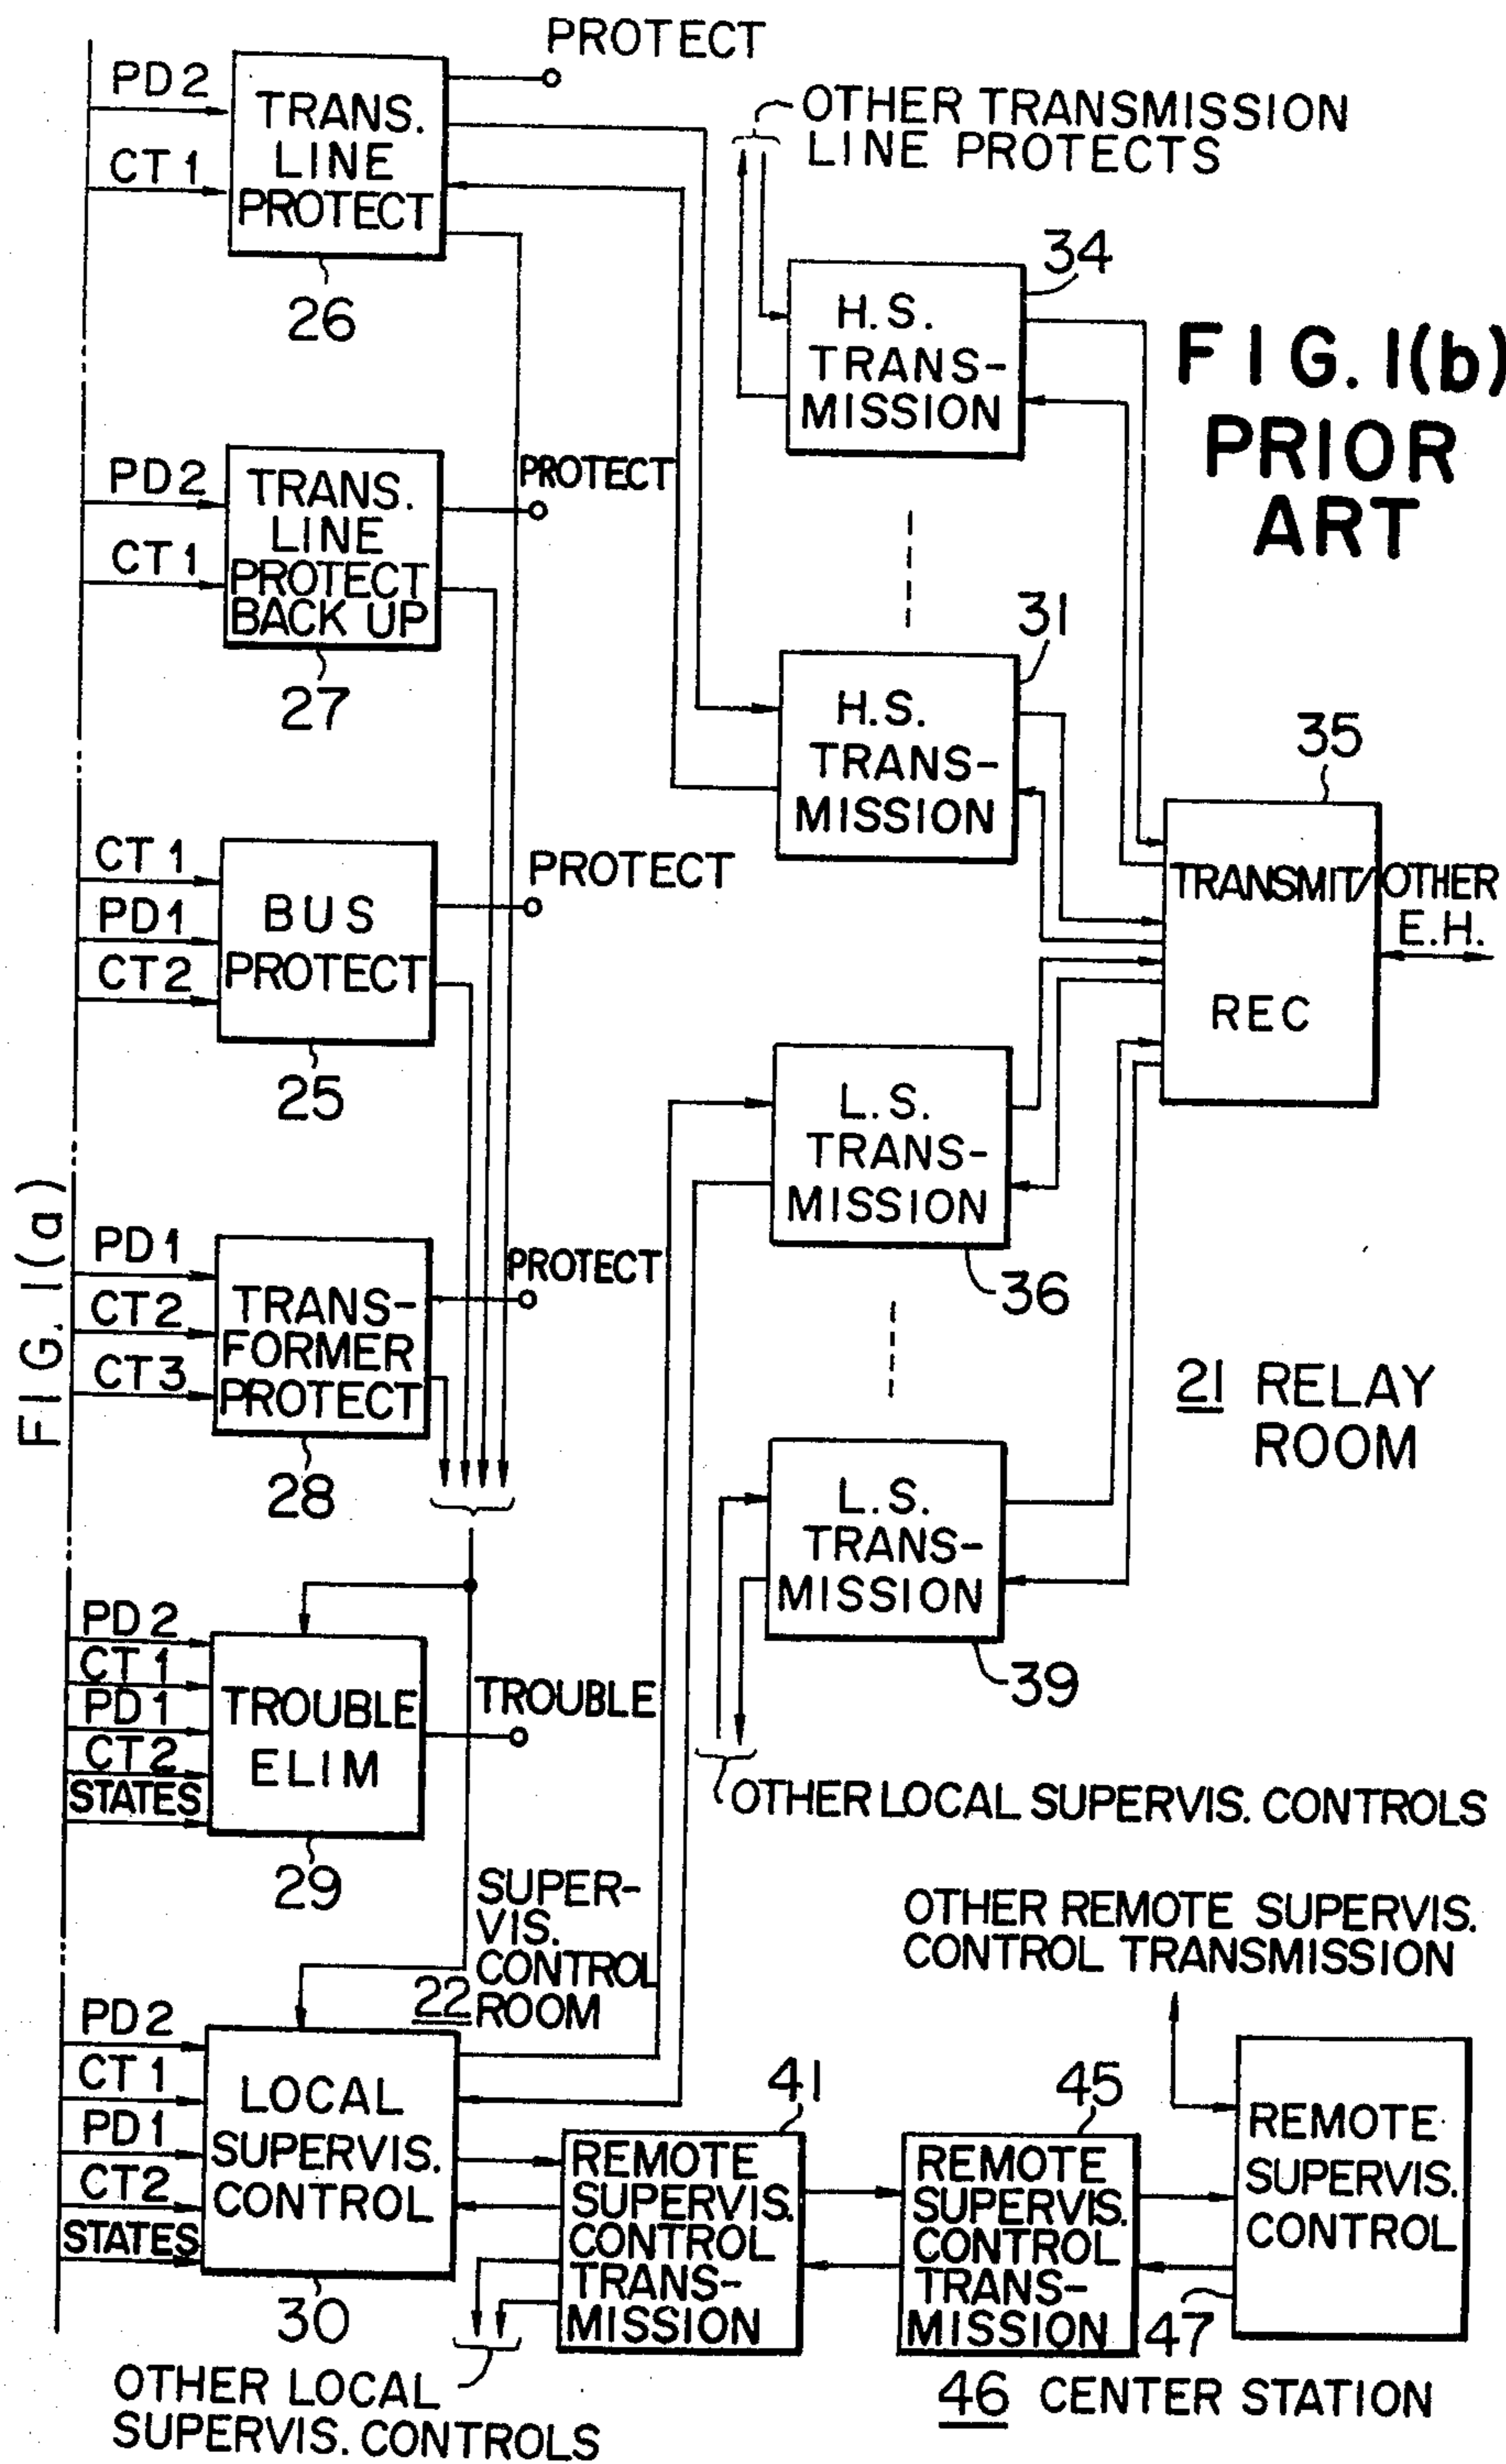 PROTECT
PD2
TRANS.
LINE
PROTECT
CT1
26
OTHER TRANSMISSION
LINE PROTECTS
34
H.S.
TRANS-
MISSION
FIG. 1(b)
PRIOR
ART
PD2
CT1
TRANS.
LINE
PROTECT
BACK UP
PROTECT
27
31
H.S.
TRANS-
MISSION
35
TRANSMIT/
REC
OTHER
E.H.
CT1
PD1
CT2
BUS
PROTECT
PROTECT
25
L.S.
TRANS-
MISSION
36
FIG. 1(a)
PD1
CT2
CT3
TRANS-
FORMER
PROTECT
PROTECT
28
21 RELAY
ROOM
L.S.
TRANS-
MISSION
39
PD2
CT1
PD1
CT2
STATES
TROUBLE
ELIM
TROUBLE
29
OTHER LOCAL SUPERVIS. CONTROLS
SUPER-
VIS.
CONTROL
22 ROOM
OTHER REMOTE SUPERVIS.
CONTROL TRANSMISSION
PD2
CT1
PD1
CT2
STATES
LOCAL
SUPERVIS.
CONTROL
30
41
REMOTE
SUPERVIS.
CONTROL
TRANS-
MISSION
45
REMOTE
SUPERVIS.
CONTROL
TRANS-
MISSION
REMOTE
SUPERVIS.
CONTROL
47
OTHER LOCAL
SUPERVIS. CONTROLS
46 CENTER STATION